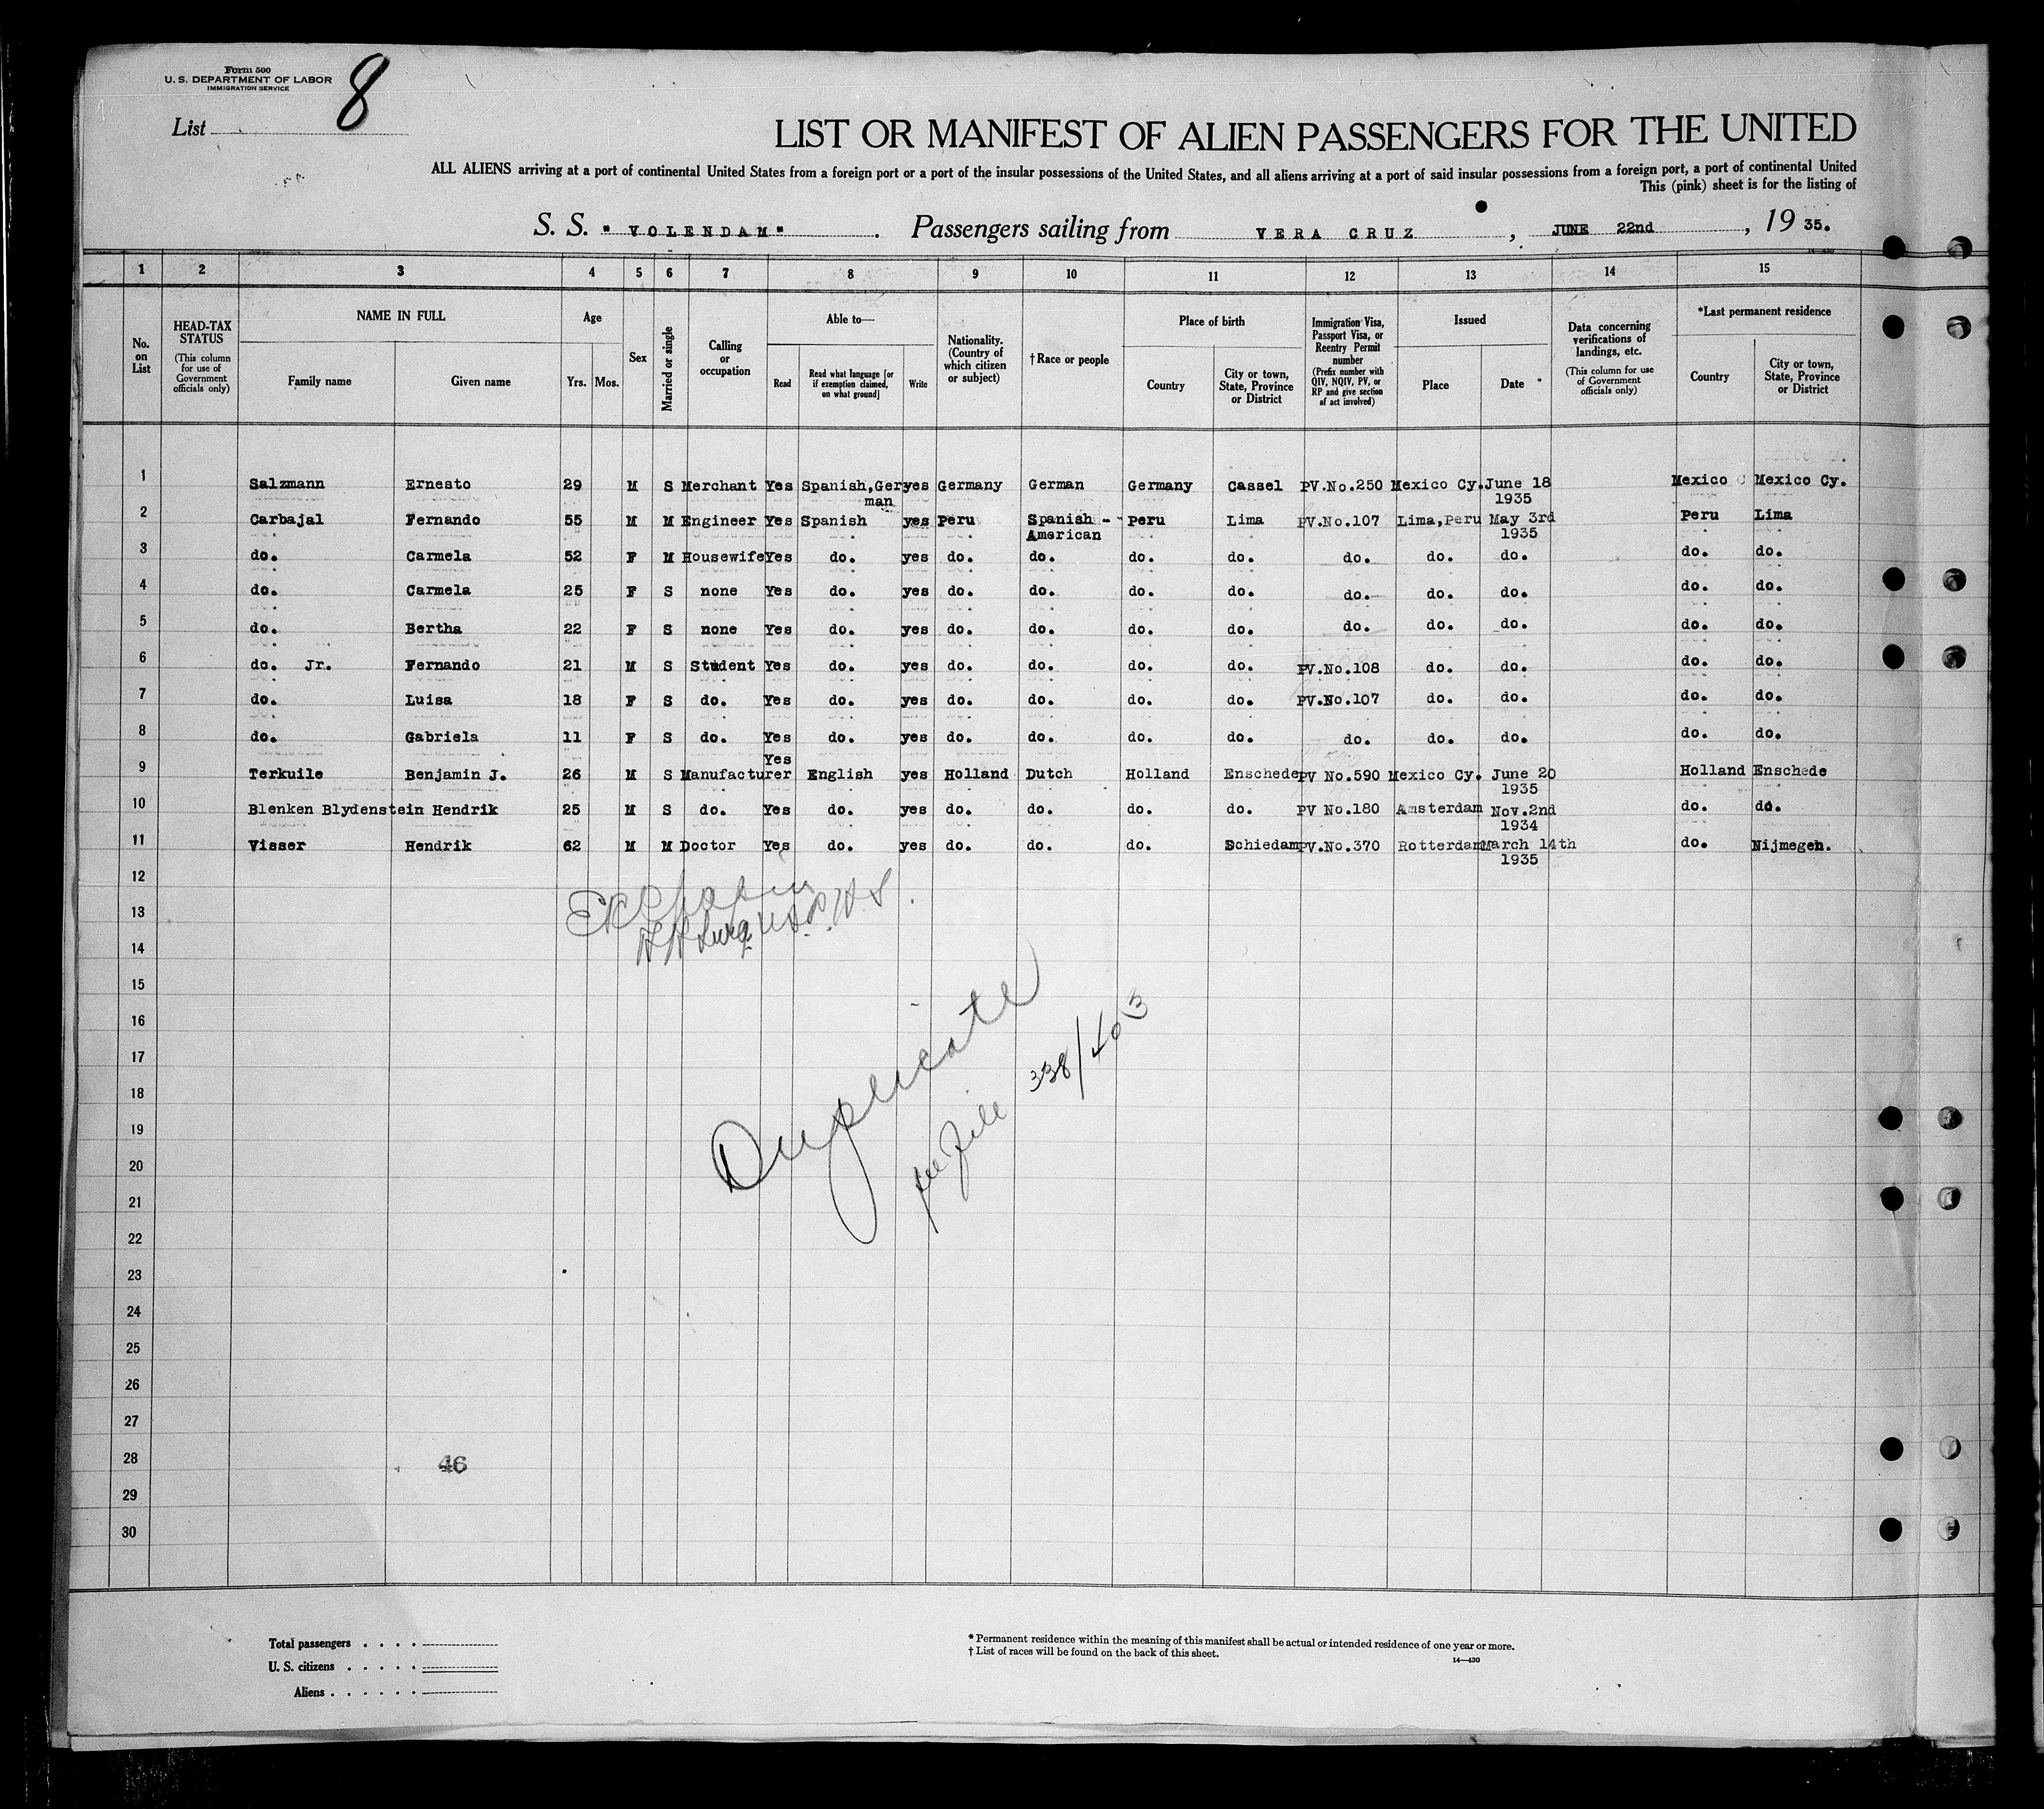 Form 500
U. S. DEPARTMENT OF LABOR
IMMIGRATION SERVICE
List 8
LIST OR MANIFEST OF ALIEN PASSENGERS FOR THE UNITED
ALL ALIENS arriving at a port of continental United States from a foreign port or a port of the insular possessions of the United States, and all aliens arriving at a port of said insular possessions from a foreign port, a port of continental United
This (pink) sheet is for the listing of
S. S. "VOLENDAM". Passengers sailing from VERA CRUZ, JUNE 22nd, 1935.
14-430
1 2 3 4 5 6 7 8 9 10 11 12 13 14 15
No. on List
HEAD-TAX STATUS (This column for use of Government officials only)
NAME IN FULL
Family name Given name
Age
Yrs. Mos.
Sex
Married or single
Calling or occupation
Able to—
Read Read what language [or if exemption claimed, on what ground] Write
Nationality. (Country of which citizen or subject)
†Race or people
Place of birth
Country City or town, State, Province or District
Immigration Visa, Passport Visa, or Reentry Permit number (Prefix number with QIV, NQIV, PV, or RP and give section of act involved)
Issued
Place Date
Data concerning verifications of landings, etc. (This column for use of Government officials only)
*Last permanent residence
Country City or town, State, Province or District
1 Salzmann Ernesto 29 M S Merchant Yes Spanish,German yes Germany German Germany Cassel PV.No.250 Mexico Cy. June 18 1935 Mexico C Mexico Cy.
2 Carbajal Fernando 55 M M Engineer Yes Spanish yes Peru Spanish-American Peru Lima PV.No.107 Lima,Peru May 3rd 1935 Peru Lima
3 do. Carmela 52 F M Housewife Yes do. yes do. do. do. do. do. do. do. do. do.
4 do. Carmela 25 F S none Yes do. yes do. do. do. do. do. do. do. do. do.
5 do. Bertha 22 F S none Yes do. yes do. do. do. do. do. do. do. do. do.
6 do. Jr. Fernando 21 M S Student Yes do. yes do. do. do. do. PV.No.108 do. do. do. do.
7 do. Luisa 18 F S do. Yes do. yes do. do. do. do. PV.No.107 do. do. do. do.
8 do. Gabriela 11 F S do. Yes do. yes do. do. do. do. do. do. do. do. do.
9 Terkuile Benjamin J. 26 M S Manufacturer Yes English yes Holland Dutch Holland Enschede PV No.590 Mexico Cy. June 20 1935 Holland Enschede
10 Blenken Blydenstein Hendrik 25 M S do. Yes do. yes do. do. do. do. PV No.180 Amsterdam Nov.2nd 1934 do. do.
11 Visser Hendrik 62 M M Doctor Yes do. yes do. do. do. Schiedam PV.No.370 Rotterdam March 14th 1935 do. Nijmegen.
12
13
14
15
16
17
18
19
20
21
22
23
24
25
26
27
28
29
30
Duplicate
see file 338/403
46
Total passengers
U. S. citizens
Aliens
* Permanent residence within the meaning of this manifest shall be actual or intended residence of one year or more.
† List of races will be found on the back of this sheet.
14—430